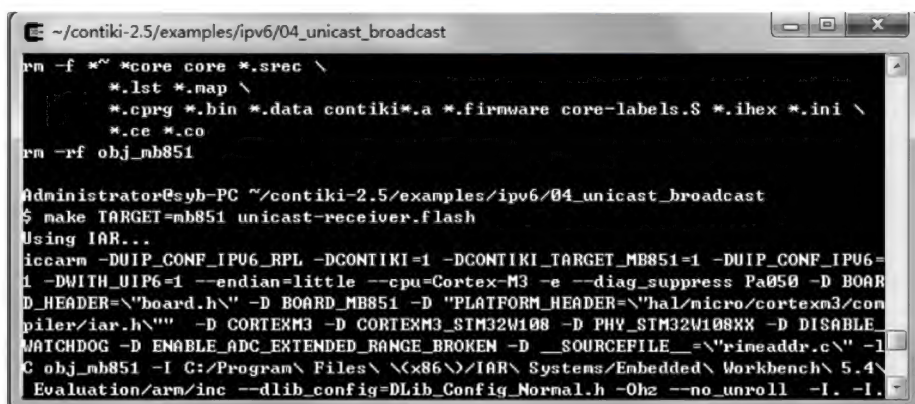 ~/contiki-2.5/examples/ipv6/04_unicast_broadcast
rm -f *~ *core core *.srec \
*.lst *.map \
*.cprg *.bin *.data contiki*.a *.firmware core-labels.S *.ihex *.ini \
*.ce *.co
rm -rf obj_mb851
Administrator@syb-PC ~/contiki-2.5/examples/ipv6/04_unicast_broadcast
$ make TARGET=mb851 unicast-receiver.flash
Using IAR...
iccarm -DUIP_CONF_IPV6_RPL -DCONTIKI=1 -DCONTIKI_TARGET_MB851=1 -DUIP_CONF_IPV6=
1 -DWITH_UIP6=1 --endian=little --cpu=Cortex-M3 -e --diag_suppress Pa050 -D BOAR
D_HEADER=\"board.h\" -D BOARD_MB851 -D "PLATFORM_HEADER=\"hal/micro/cortexm3/com
piler/iar.h\"" -D CORTEXM3 -D CORTEXM3_STM32W108 -D PHY_STM32W108XX -D DISABLE_
WATCHDOG -D ENABLE_ADC_EXTENDED_RANGE_BROKEN -D __SOURCEFILE__=\"rimeaddr.c\" -l
C obj_mb851 -I C:/Program\ Files\ \(x86\)/IAR\ Systems/Embedded\ Workbench\ 5.4\
Evaluation/arm/inc --dlib_config=DLib_Config_Normal.h -Ohz --no_unroll -I. -I.